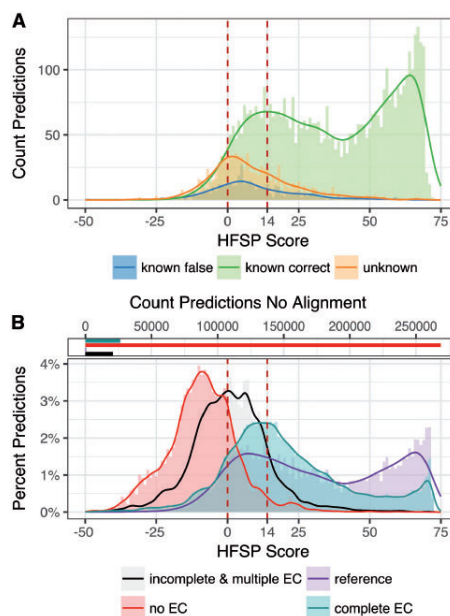 A
Count Predictions
100
50
0
-50 -25 0 14 25 50 75
HFSP Score
known false known correct unknown
Count Predictions No Alignment
B
0 50000 100000 150000 200000 250000
Percent Predictions
4%
3%
2%
1%
0%
-50 -25 0 14 25 50 75
HFSP Score
incomplete & multiple EC reference
no EC complete EC